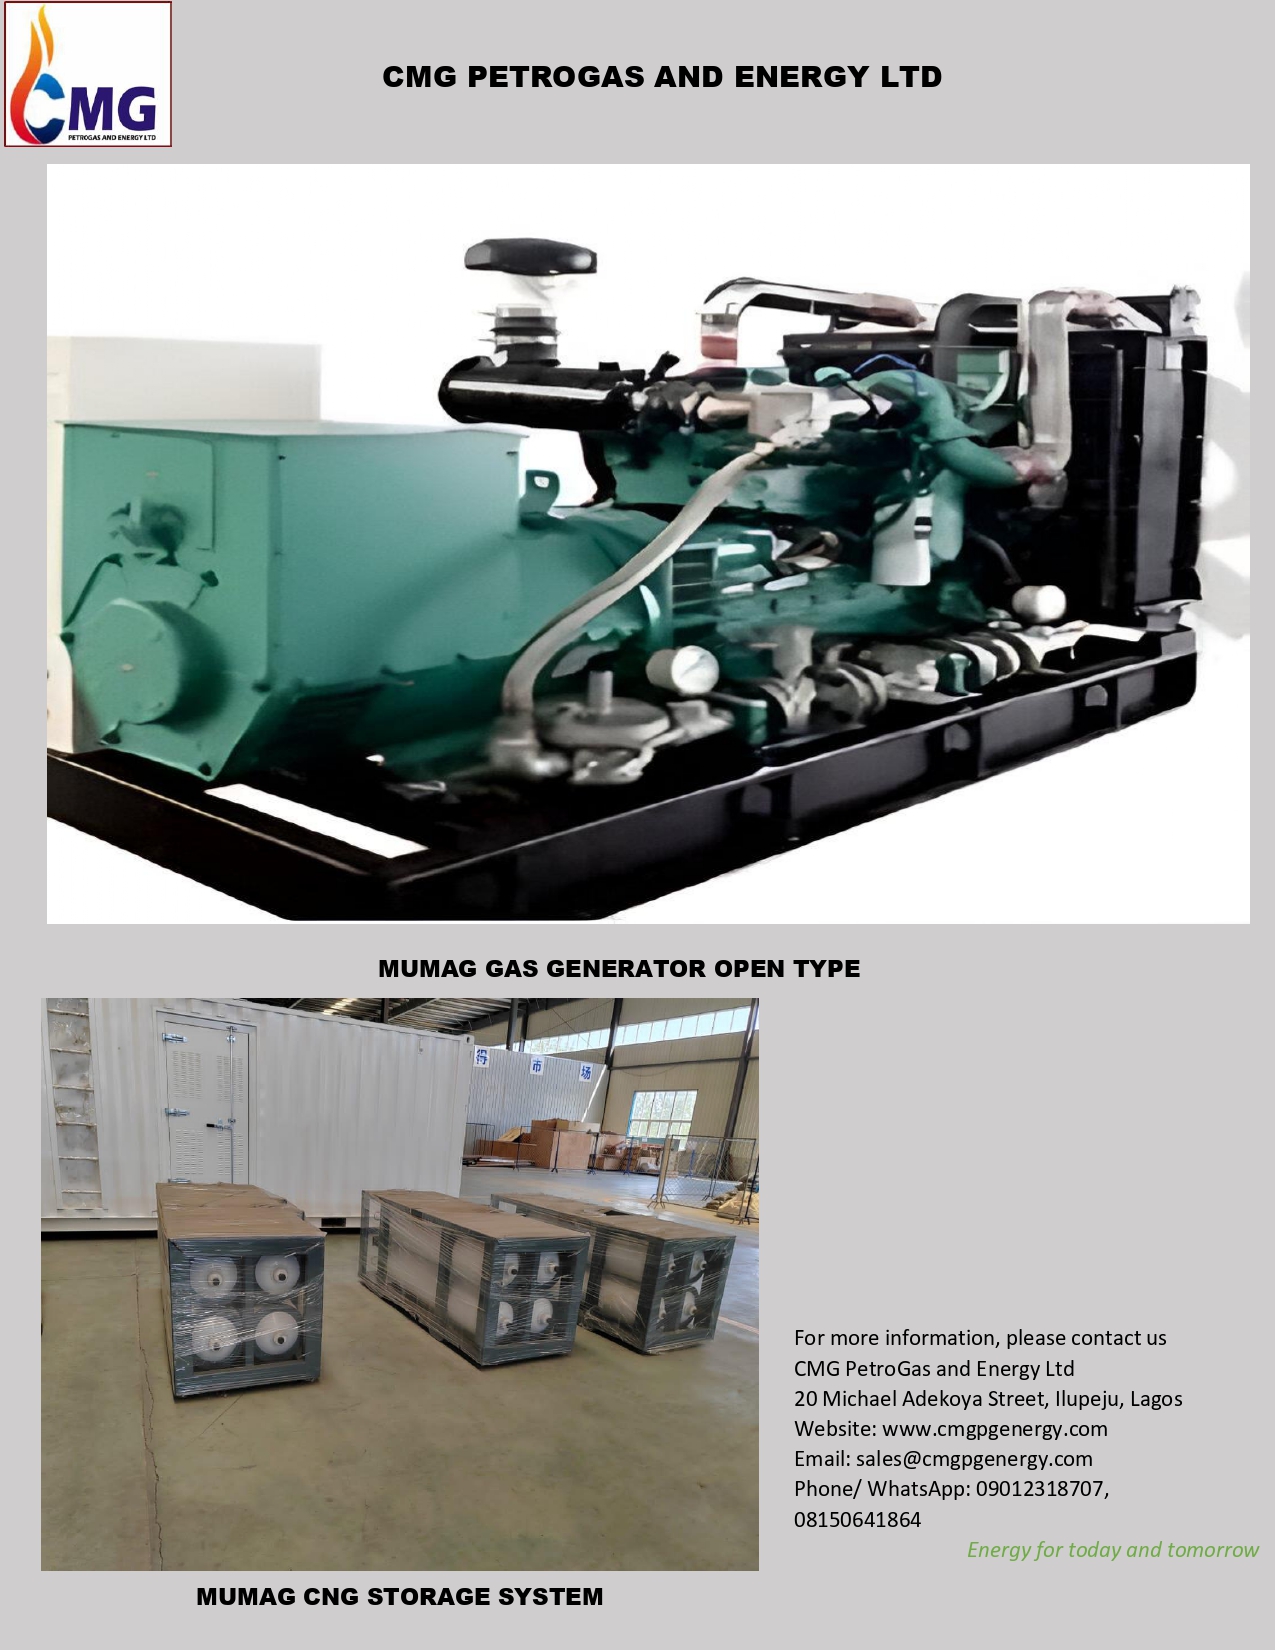 CMG
PETROGAS AND ENERGY LTD
CMG PETROGAS AND ENERGY LTD
MUMAG GAS GENERATOR OPEN TYPE
得 市 场
For more information, please contact us
CMG PetroGas and Energy Ltd
20 Michael Adekoya Street, Ilupeju, Lagos
Website: www.cmgpgenergy.com
Email: sales@cmgpgenergy.com
Phone/ WhatsApp: 09012318707,
08150641864
Energy for today and tomorrow
MUMAG CNG STORAGE SYSTEM